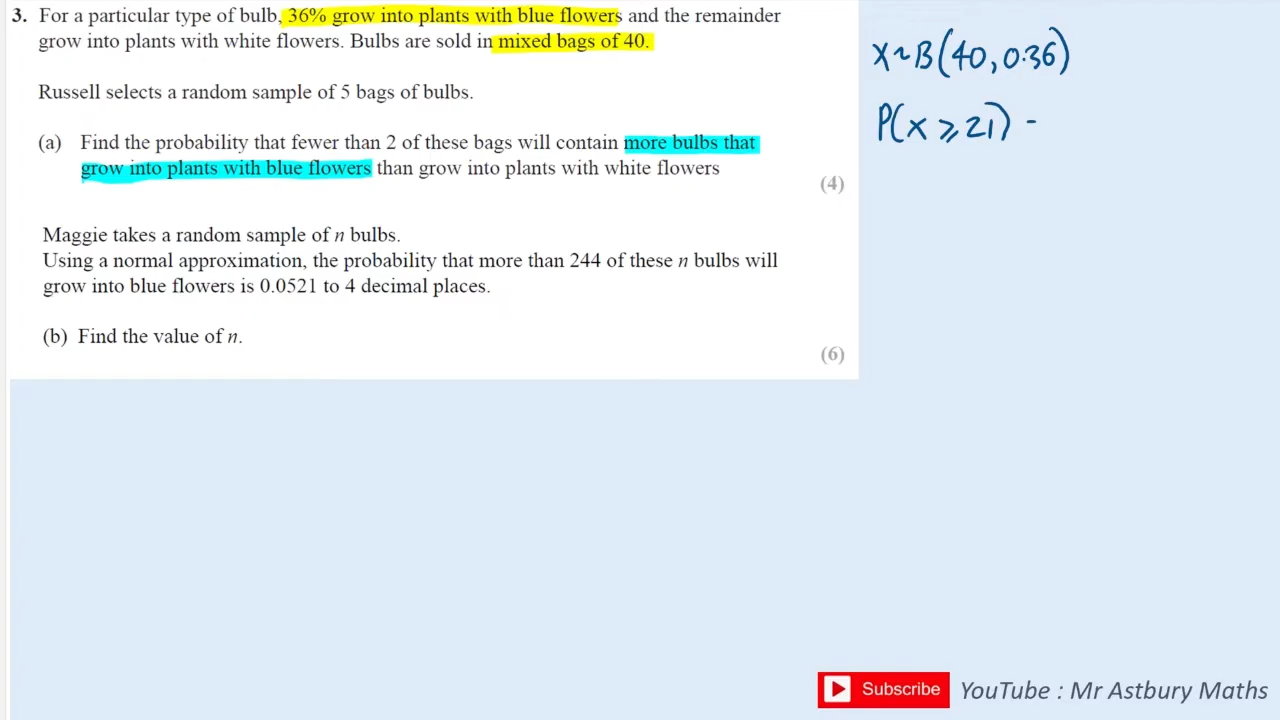 3. For a particular type of bulb, 36% grow into plants with blue flowers and the remainder
grow into plants with white flowers. Bulbs are sold in mixed bags of 40.
Russell selects a random sample of 5 bags of bulbs.
(a) Find the probability that fewer than 2 of these bags will contain more bulbs that
grow into plants with blue flowers than grow into plants with white flowers
(4)
Maggie takes a random sample of n bulbs.
Using a normal approximation, the probability that more than 244 of these n bulbs will
grow into blue flowers is 0.0521 to 4 decimal places.
(b) Find the value of n.
(6)
X~B(40, 0.36)
P(X ⩾ 21) -
Subscribe
YouTube : Mr Astbury Maths